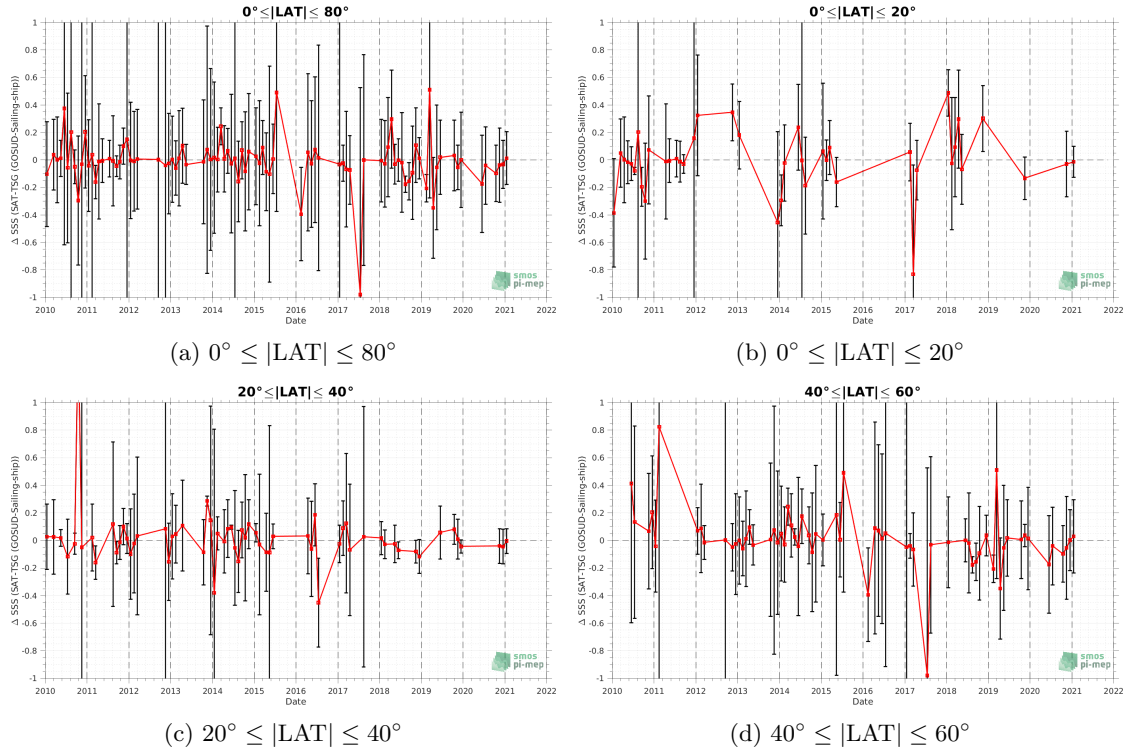 0°≤|LAT|≤ 80°
Δ SSS (SAT-TSG (GOSUD-Sailing-ship))
1
0.8
0.6
0.4
0.2
0
-0.2
-0.4
-0.6
-0.8
-1
2010 2011 2012 2013 2014 2015 2016 2017 2018 2019 2020 2021 2022
Date
smos
pi-mep
(a) 0° ≤ |LAT| ≤ 80°
0°≤|LAT|≤ 20°
Δ SSS (SAT-TSG (GOSUD-Sailing-ship))
1
0.8
0.6
0.4
0.2
0
-0.2
-0.4
-0.6
-0.8
-1
2010 2011 2012 2013 2014 2015 2016 2017 2018 2019 2020 2021 2022
Date
smos
pi-mep
(b) 0° ≤ |LAT| ≤ 20°
20°≤|LAT|≤ 40°
Δ SSS (SAT-TSG (GOSUD-Sailing-ship))
1
0.8
0.6
0.4
0.2
0
-0.2
-0.4
-0.6
-0.8
-1
2010 2011 2012 2013 2014 2015 2016 2017 2018 2019 2020 2021 2022
Date
smos
pi-mep
(c) 20° ≤ |LAT| ≤ 40°
40°≤|LAT|≤ 60°
Δ SSS (SAT-TSG (GOSUD-Sailing-ship))
1
0.8
0.6
0.4
0.2
0
-0.2
-0.4
-0.6
-0.8
-1
2010 2011 2012 2013 2014 2015 2016 2017 2018 2019 2020 2021 2022
Date
smos
pi-mep
(d) 40° ≤ |LAT| ≤ 60°